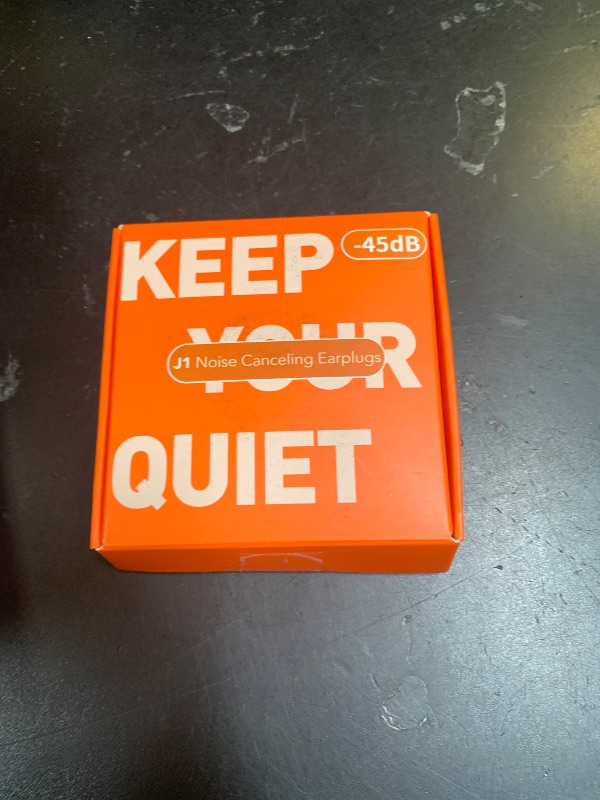 KEEP
-45dB
YOUR
J1 Noise Canceling Earplugs
QUIET